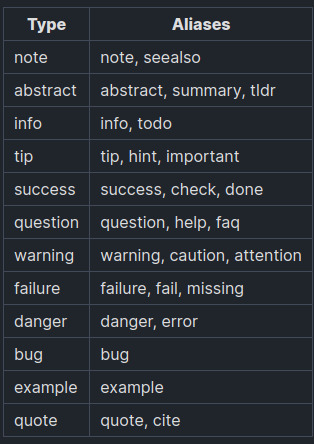 Type Aliases
note note, seealso
abstract abstract, summary, tldr
info info, todo
tip tip, hint, important
success success, check, done
question question, help, faq
warning warning, caution, attention
failure failure, fail, missing
danger danger, error
bug bug
example example
quote quote, cite